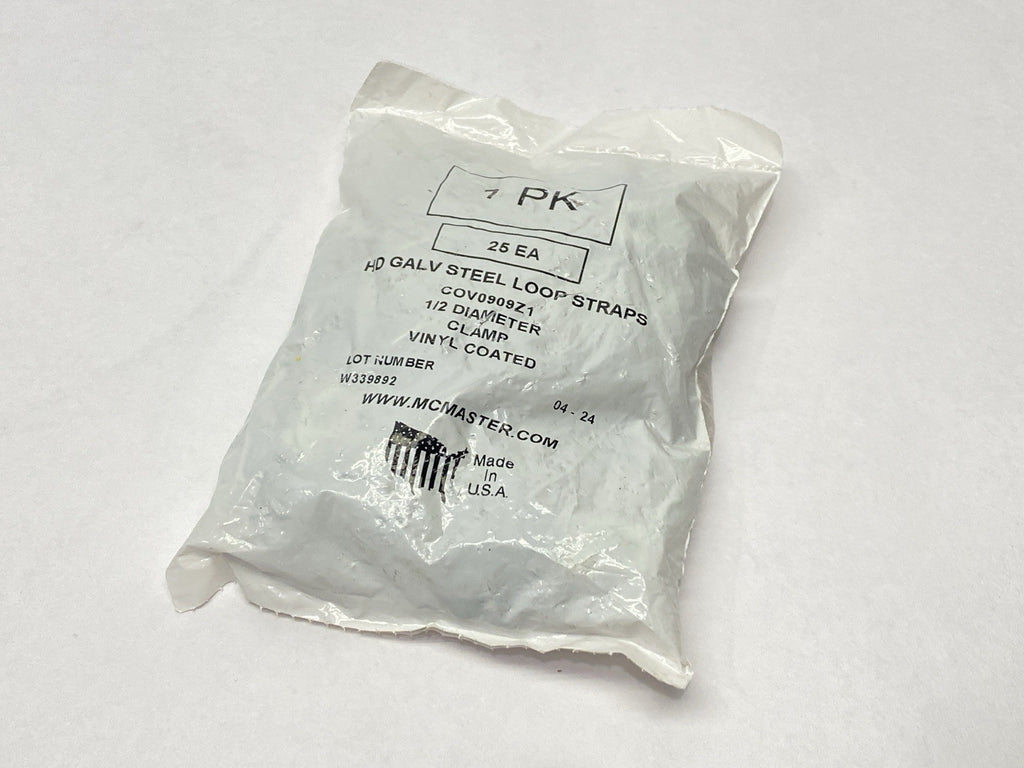 1 PK
25 EA
HD GALV STEEL LOOP STRAPS
COV0909Z1
1/2 DIAMETER
CLAMP
VINYL COATED
LOT NUMBER
W339892
04 - 24
WWW.MCMASTER.COM
Made
In
U.S.A.